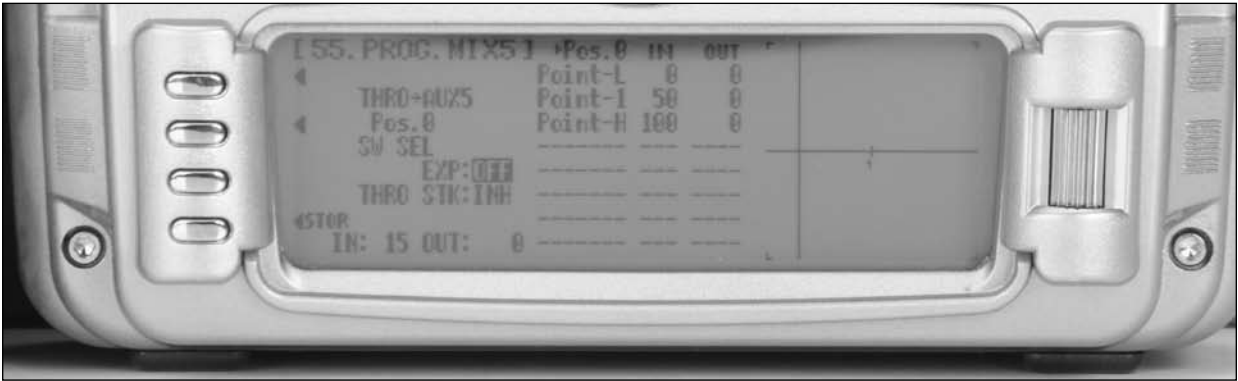 [55.PROG.MIX5] Pos.0 IN OUT
Point-L 0 0
THRO→AUX5 Point-1 50 0
Pos.0 Point-H 100 0
SW SEL
EXP:OFF
THRO STK:INH
STOR
IN: 15 OUT: 0